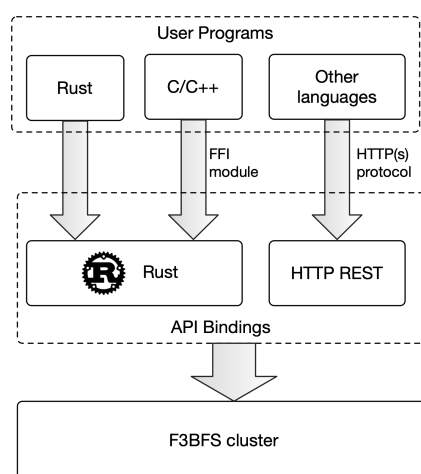 User Programs
Rust
C/C++
Other
languages
FFI
module
HTTP(s)
protocol
R
Rust
HTTP REST
API Bindings
F3BFS cluster